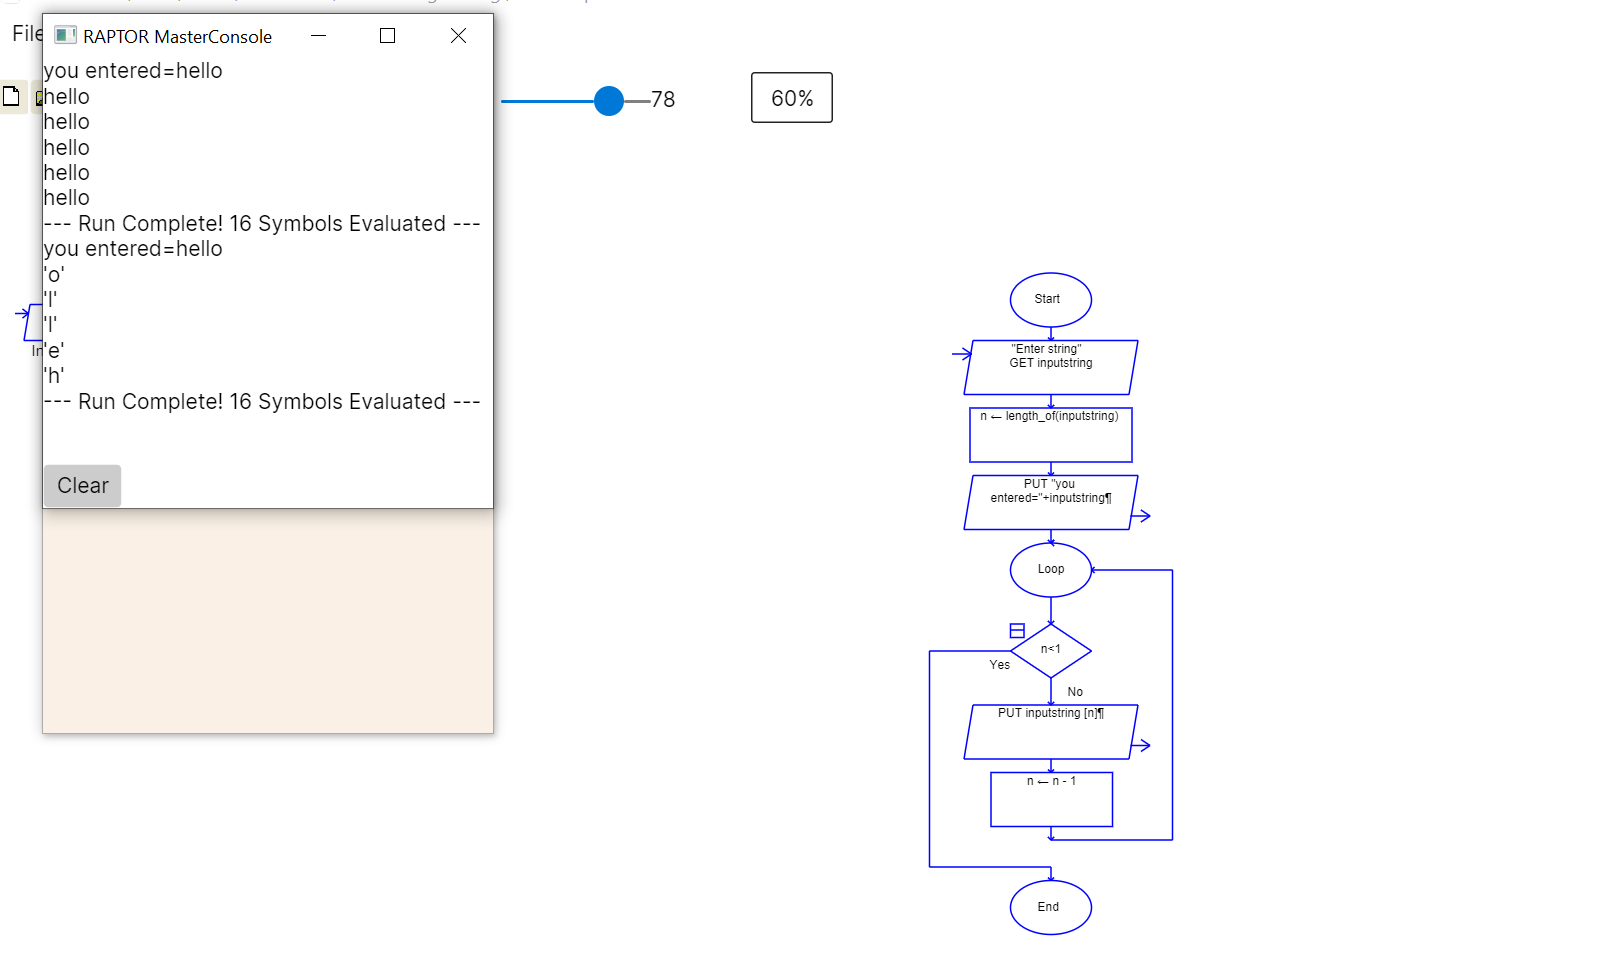 File
RAPTOR MasterConsole
you entered=hello
hello
hello
hello
hello
hello
--- Run Complete! 16 Symbols Evaluated ---
you entered=hello
'o'
'l'
'l'
'e'
'h'
--- Run Complete! 16 Symbols Evaluated ---
Clear
78
60%
Start
"Enter string"
GET inputstring
n ← length_of(inputstring)
PUT "you
entered="+inputstring¶
Loop
n<1
Yes
No
PUT inputstring [n]¶
n ← n - 1
End